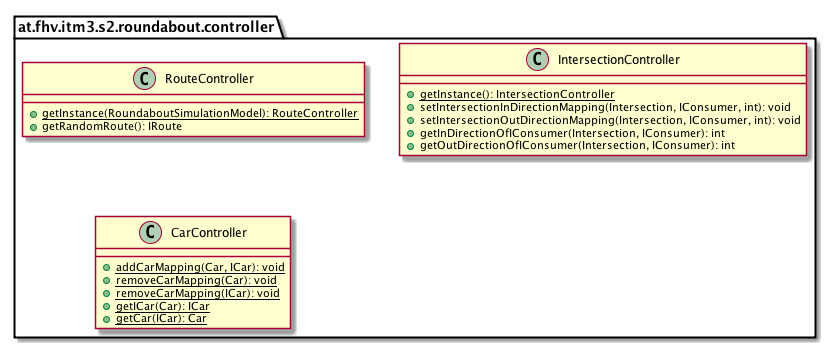 at.fhv.itm3.s2.roundabout.controller
C RouteController
getInstance(RoundaboutSimulationModel): RouteController
getRandomRoute(): IRoute
C IntersectionController
getInstance(): IntersectionController
setIntersectionInDirectionMapping(Intersection, IConsumer, int): void
setIntersectionOutDirectionMapping(Intersection, IConsumer, int): void
getInDirectionOfIConsumer(Intersection, IConsumer): int
getOutDirectionOfIConsumer(Intersection, IConsumer): int
C CarController
addCarMapping(Car, ICar): void
removeCarMapping(Car): void
removeCarMapping(ICar): void
getICar(Car): ICar
getCar(ICar): Car